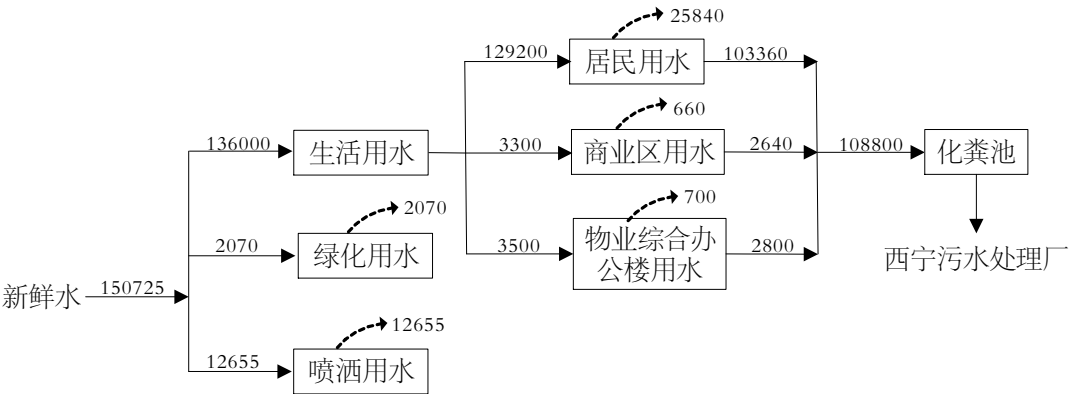 25840
129200
居民用水
103360
660
136000
生活用水
3300
商业区用水
2640
108800
化粪池
2070
700
2070
绿化用水
3500
物业综合办
公楼用水
2800
西宁污水处理厂
新鲜水
150725
12655
12655
喷洒用水